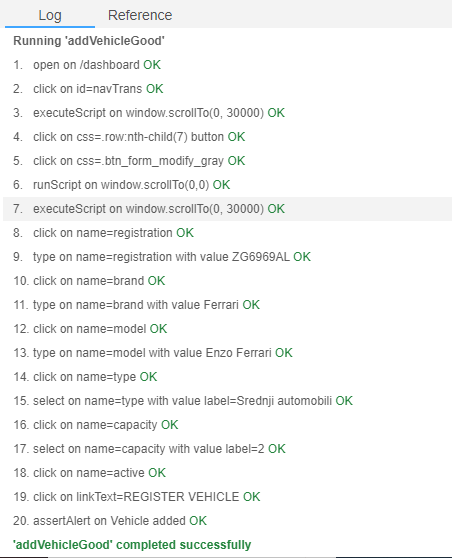 Log Reference
Running 'addVehicleGood'
1. open on /dashboard OK
2. click on id=navTrans OK
3. executeScript on window.scrollTo(0, 30000) OK
4. click on css=.row:nth-child(7) button OK
5. click on css=.btn_form_modify_gray OK
6. runScript on window.scrollTo(0,0) OK
7. executeScript on window.scrollTo(0, 30000) OK
8. click on name=registration OK
9. type on name=registration with value ZG6969AL OK
10. click on name=brand OK
11. type on name=brand with value Ferrari OK
12. click on name=model OK
13. type on name=model with value Enzo Ferrari OK
14. click on name=type OK
15. select on name=type with value label=Srednji automobili OK
16. click on name=capacity OK
17. select on name=capacity with value label=2 OK
18. click on name=active OK
19. click on linkText=REGISTER VEHICLE OK
20. assertAlert on Vehicle added OK
'addVehicleGood' completed successfully